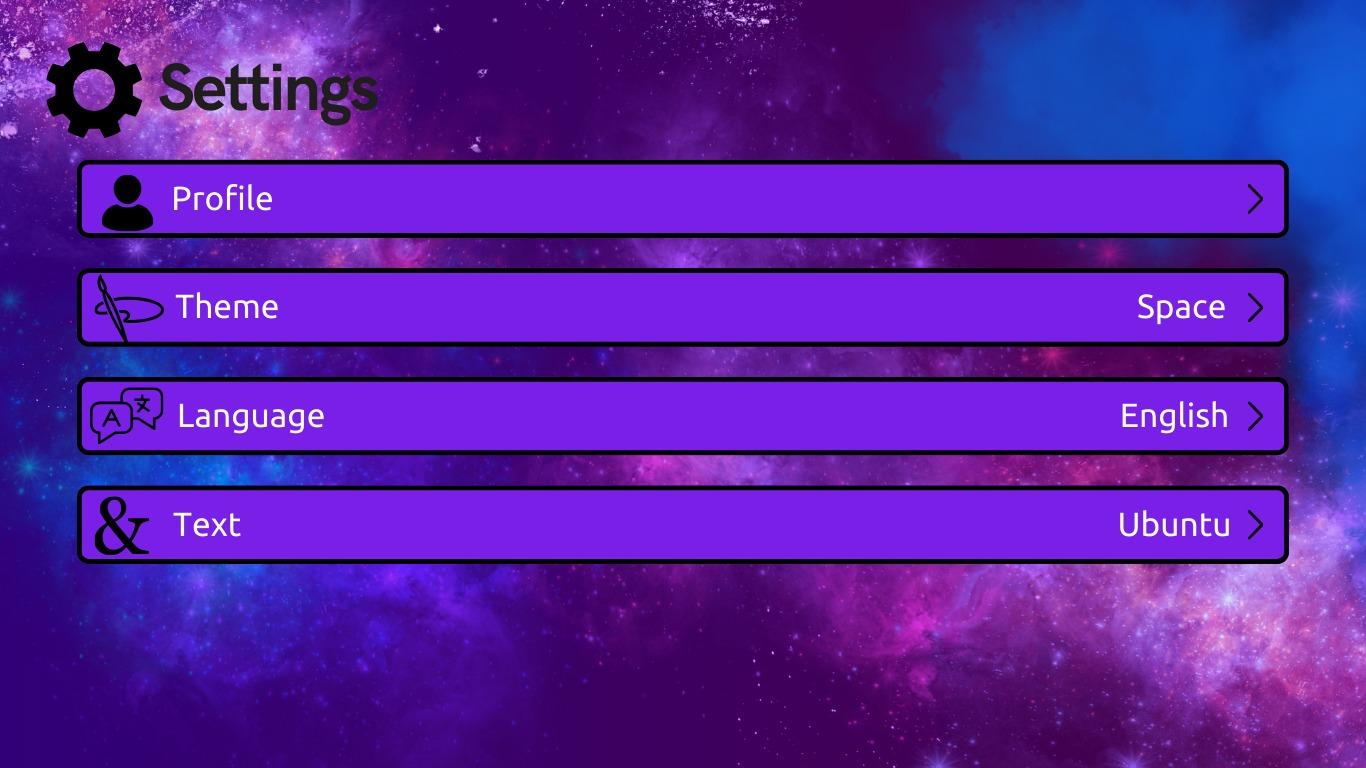 Settings
Profile
Theme Space
Language English
& Text Ubuntu